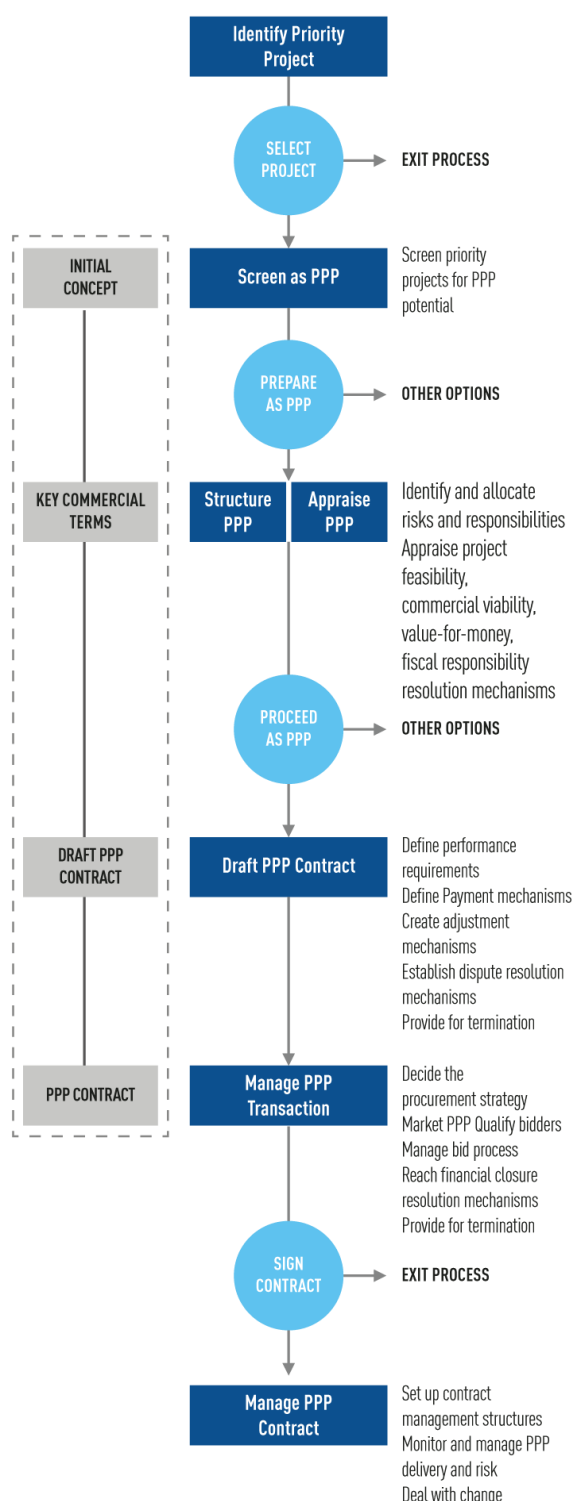 Identify Priority
Project
SELECT
PROJECT
EXIT PROCESS
INITIAL
CONCEPT
Screen as PPP
Screen priority
projects for PPP
potential
PREPARE
AS PPP
OTHER OPTIONS
KEY COMMERCIAL
TERMS
Structure
PPP
Appraise
PPP
Identify and allocate
risks and responsibilities
Appraise project
feasibility,
commercial viability,
value-for-money,
fiscal responsibility
resolution mechanisms
PROCEED
AS PPP
OTHER OPTIONS
DRAFT PPP
CONTRACT
Draft PPP Contract
Define performance
requirements
Define Payment mechanisms
Create adjustment
mechanisms
Establish dispute resolution
mechanisms
Provide for termination
PPP CONTRACT
Manage PPP
Transaction
Decide the
procurement strategy
Market PPP Qualify bidders
Manage bid process
Reach financial closure
resolution mechanisms
Provide for termination
SIGN
CONTRACT
EXIT PROCESS
Manage PPP
Contract
Set up contract
management structures
Monitor and manage PPP
delivery and risk
Deal with change